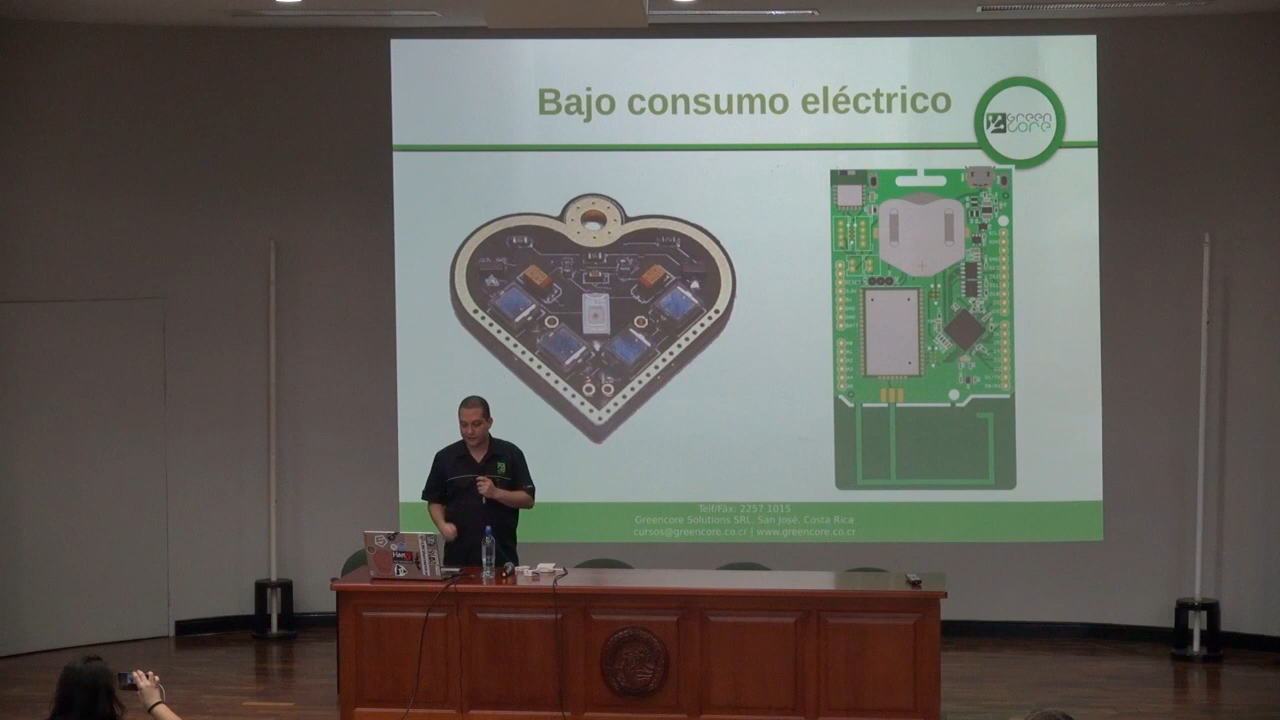 Bajo consumo eléctrico
Green
Core
Telf/Fax: 2257 1015
Greencore Solutions SRL. San José, Costa Rica
cursos@greencore.co.cr | www.greencore.co.cr